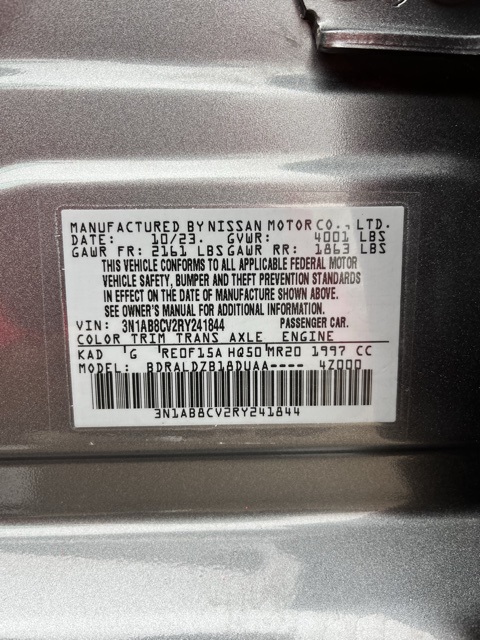 MANUFACTURED BY NISSAN MOTOR CO., LTD.
DATE: 10/23. GVWR: 4001 LBS
GAWR FR: 2161 LBS GAWR RR: 1863 LBS
THIS VEHICLE CONFORMS TO ALL APPLICABLE FEDERAL MOTOR
VEHICLE SAFETY, BUMPER AND THEFT PREVENTION STANDARDS
IN EFFECT ON THE DATE OF MANUFACTURE SHOWN ABOVE.
SEE OWNER'S MANUAL FOR ADDITIONAL INFORMATION.
VIN: 3N1AB8CV2RY241844 PASSENGER CAR.
COLOR TRIM TRANS AXLE ENGINE
KAD 'G RE0F15A HQ50 MR20 1997 CC
MODEL: BDRALDZB18DUAA---- 4Z000
3N1AB8CV2RY241844